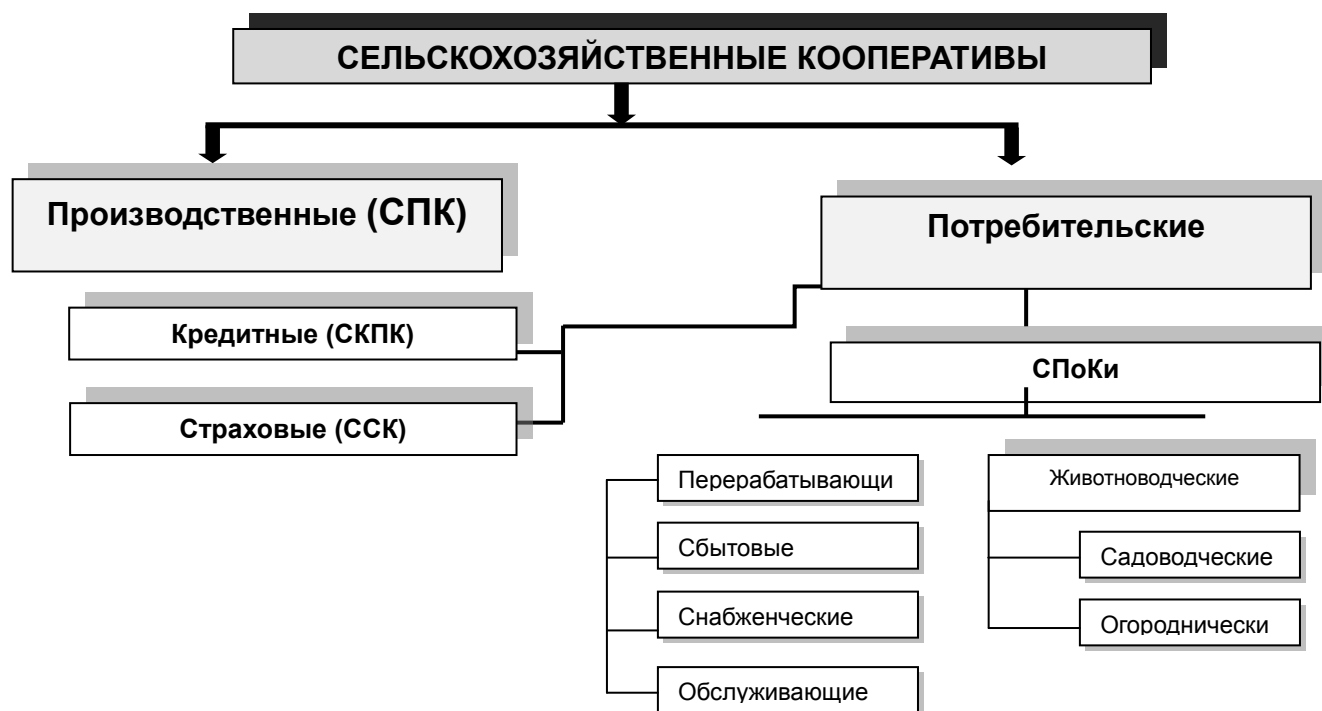 СЕЛЬСКОХОЗЯЙСТВЕННЫЕ КООПЕРАТИВЫ
Производственные (СПК)
Потребительские
Кредитные (СКПК)
Страховые (ССК)
СПоКи
Перерабатывающи
Сбытовые
Снабженческие
Обслуживающие
Животноводческие
Садоводческие
Огороднически